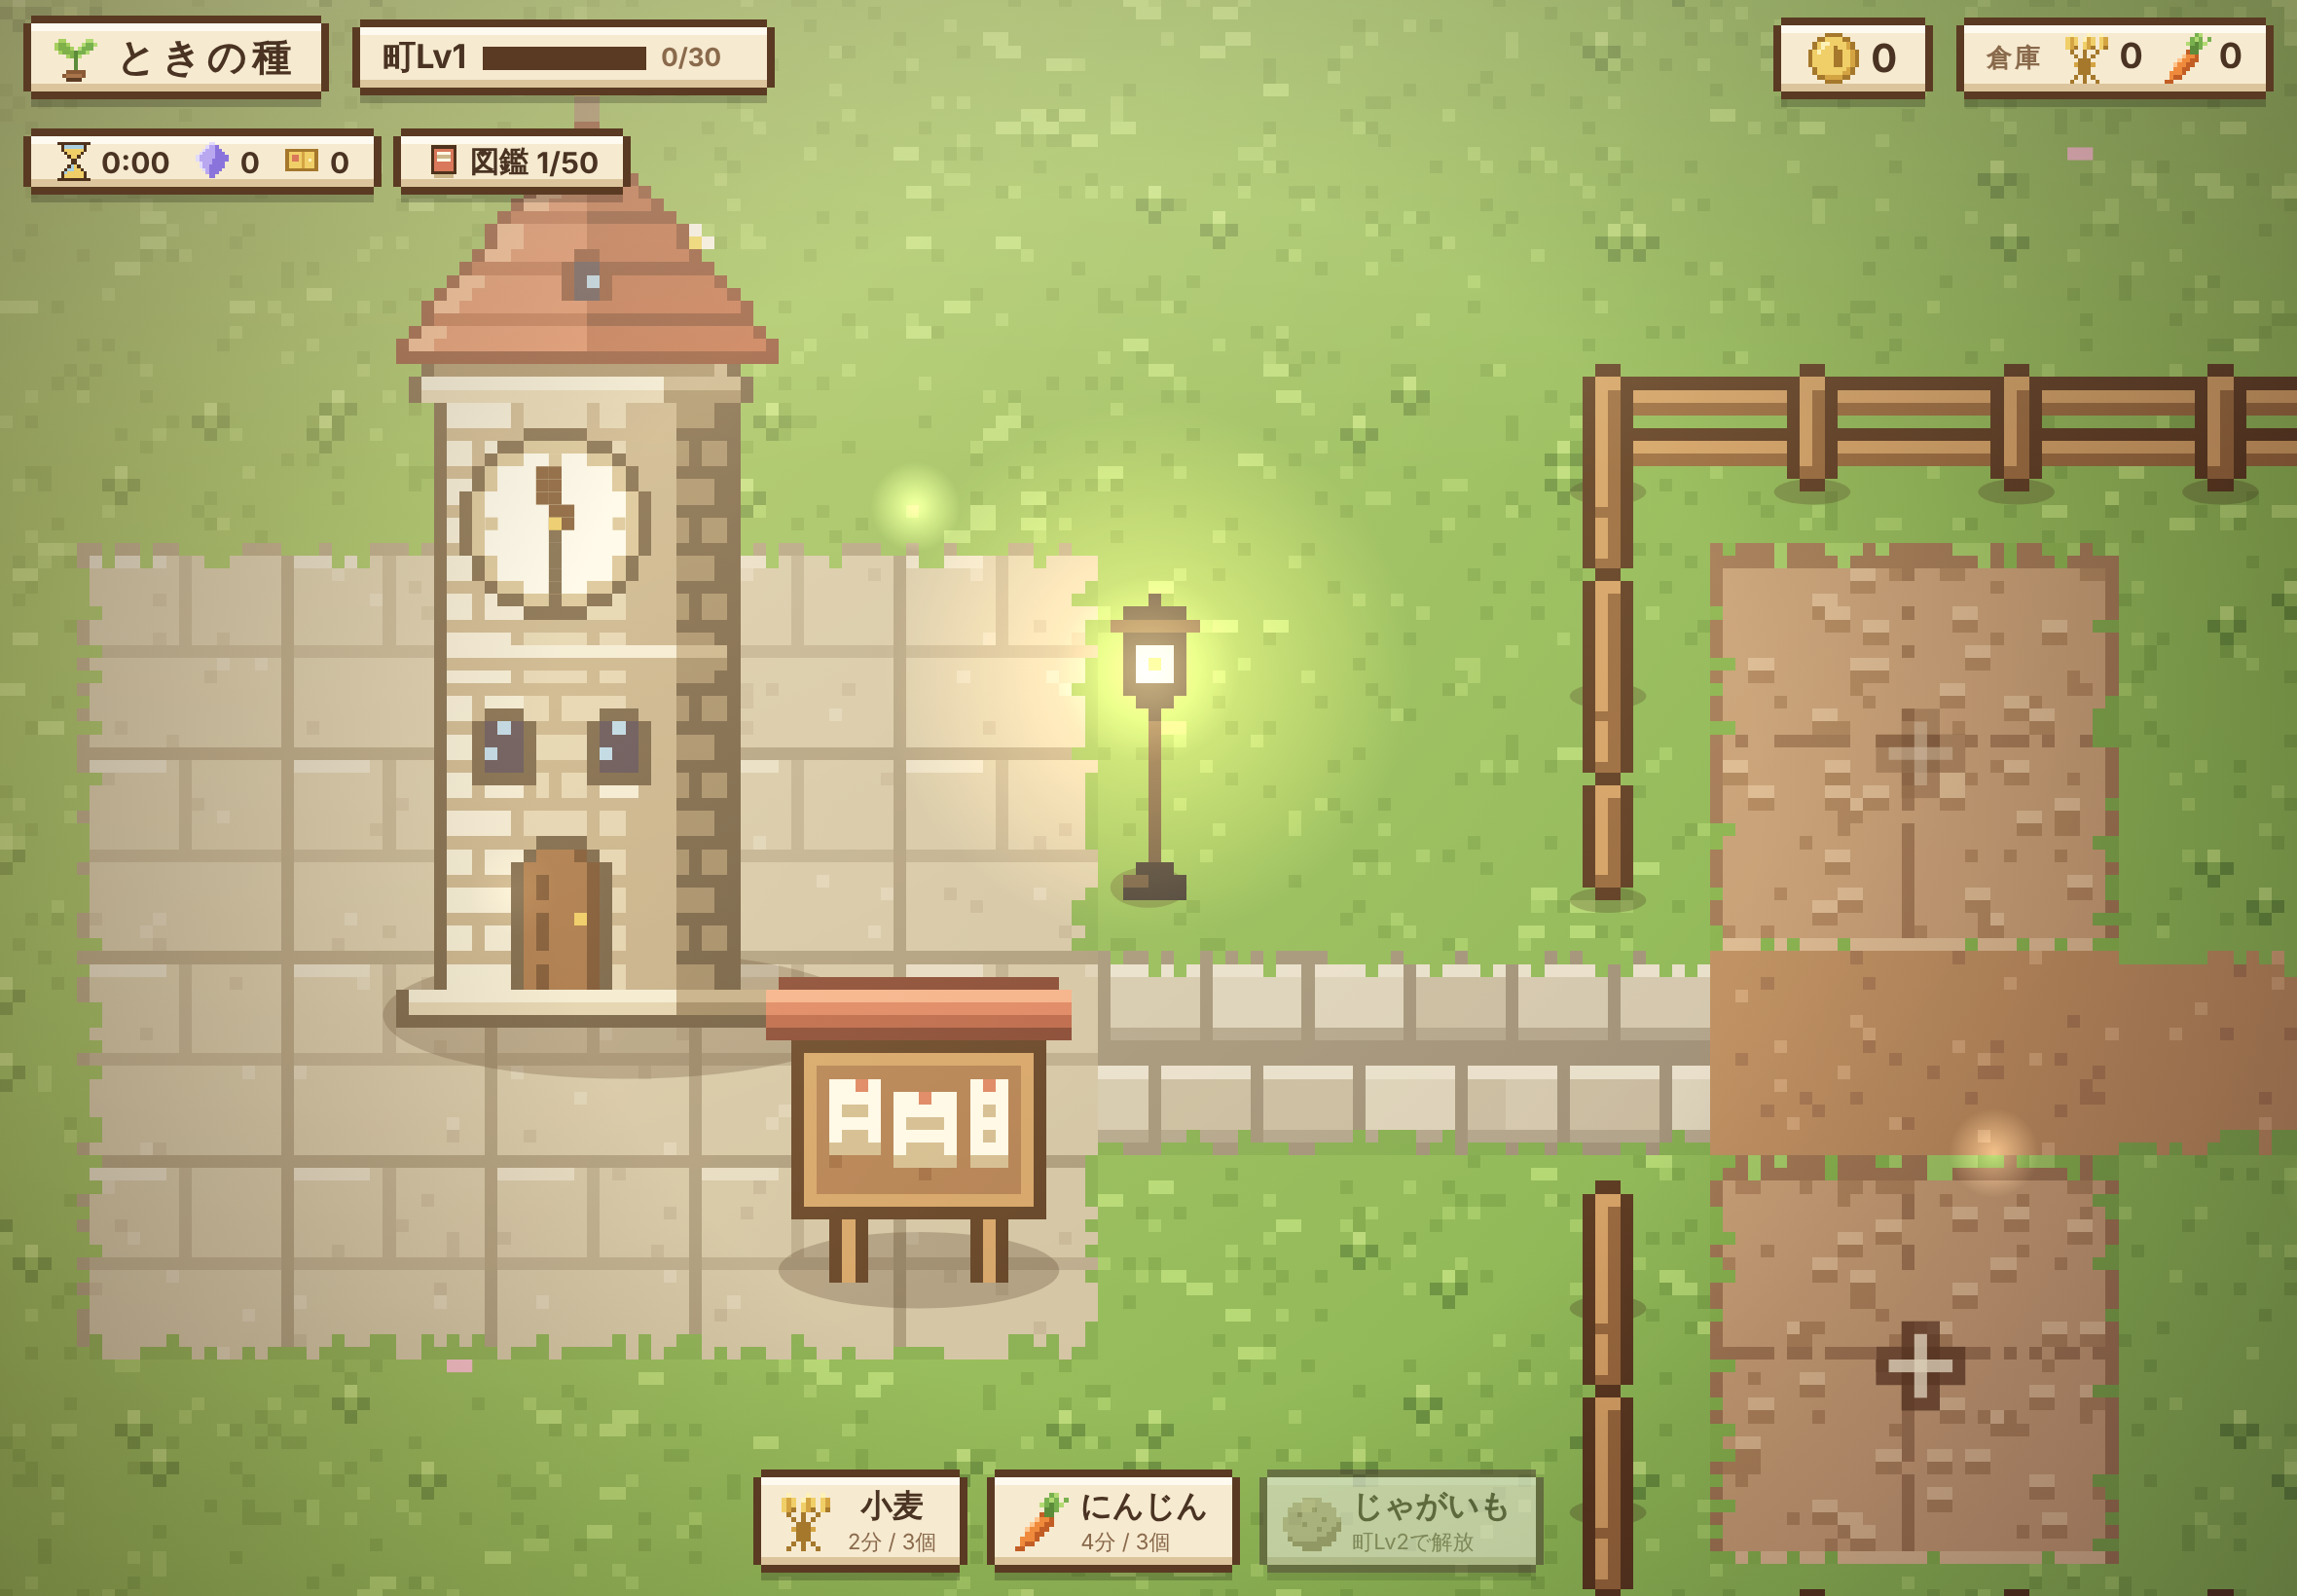 ときの種
町Lv1 0/30
0
倉庫 0 0
0:00 0 0
図鑑 1/50
小麦
2分 / 3個
にんじん
4分 / 3個
じゃがいも
町Lv2で解放